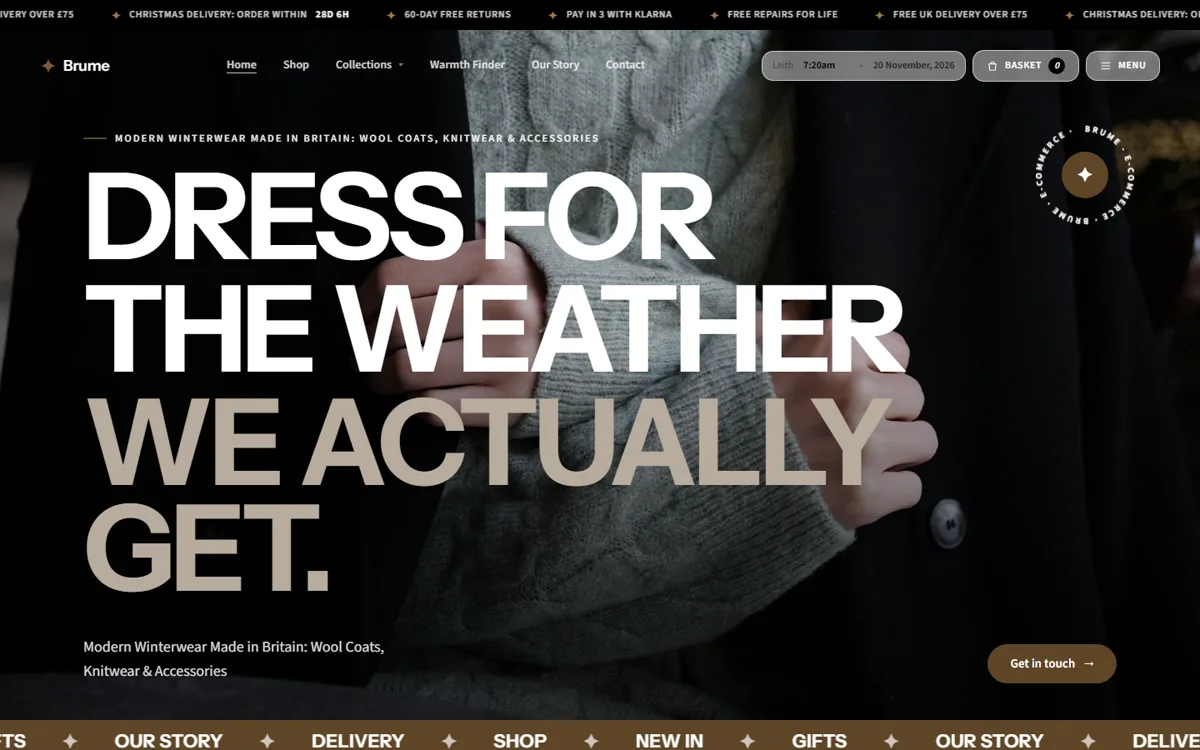 IVERY OVER £75 ✦ CHRISTMAS DELIVERY: ORDER WITHIN 28D 6H ✦ 60-DAY FREE RETURNS ✦ PAY IN 3 WITH KLARNA ✦ FREE REPAIRS FOR LIFE ✦ FREE UK DELIVERY OVER £75 ✦ CHRISTMAS DELIVERY: O
Brume
Home Shop Collections Warmth Finder Our Story Contact
Leith 7:20am · 20 November, 2026
BASKET 0
MENU
MODERN WINTERWEAR MADE IN BRITAIN: WOOL COATS, KNITWEAR & ACCESSORIES
BRUME · E-COMMERCE · BRUME · E-COMMERCE ·
DRESS FOR
THE WEATHER
WE ACTUALLY
GET.
Modern Winterwear Made in Britain: Wool Coats,
Knitwear & Accessories
Get in touch →
FTS ✦ OUR STORY ✦ DELIVERY ✦ SHOP ✦ NEW IN ✦ GIFTS ✦ OUR STORY ✦ DELIVE